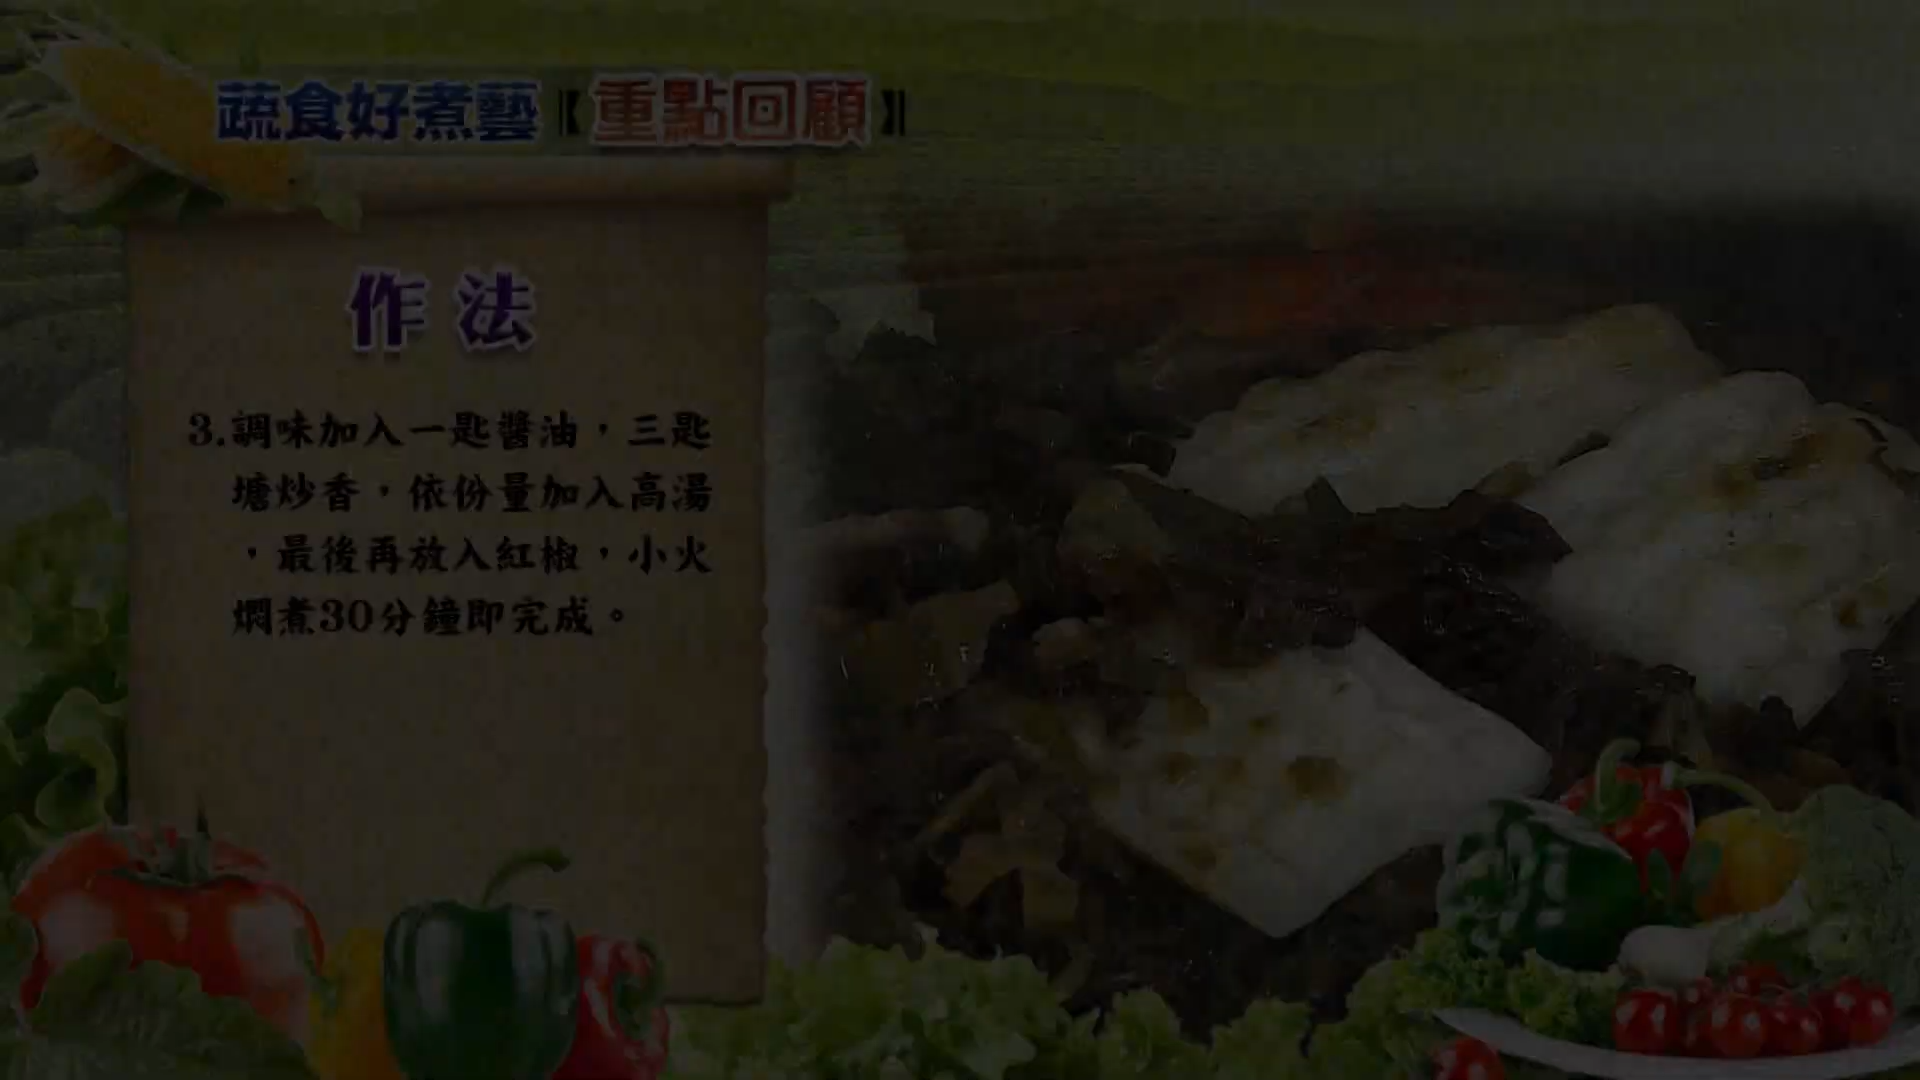 蔬食好煮藝【重點回顧】
作法
3.調味加入一匙醬油，三匙
塘炒香，依份量加入高湯
，最後再放入紅椒，小火
燜煮30分鐘即完成。